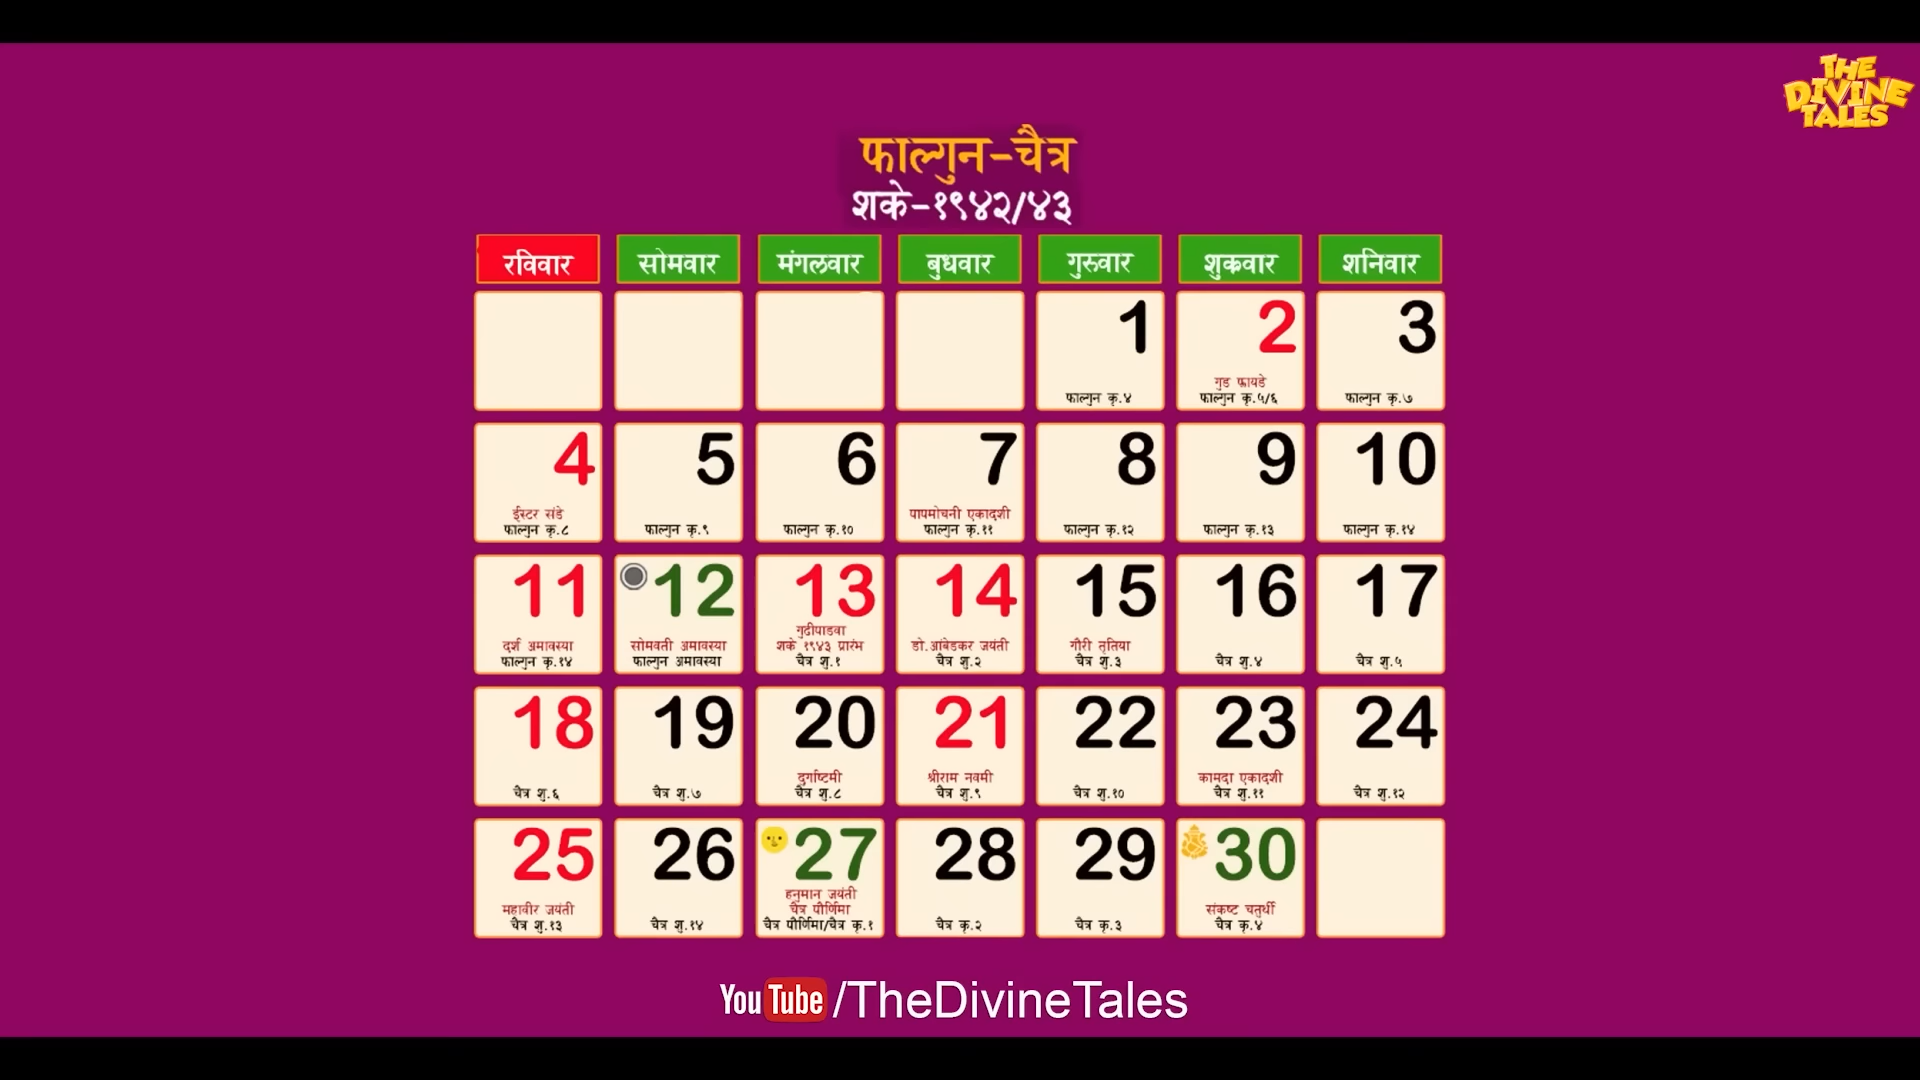 THE
DIVINE
TALES
फाल्गुन-चैत्र
शके-१९४२/४३
रविवार सोमवार मंगलवार बुधवार गुरुवार शुक्रवार शनिवार
1 2 3
गुड फ्रायडे
फाल्गुन कृ.४ फाल्गुन कृ.५/६ फाल्गुन कृ.७
4 5 6 7 8 9 10
ईस्टर संडे पापमोचनी एकादशी
फाल्गुन कृ.८ फाल्गुन कृ.९ फाल्गुन कृ.१० फाल्गुन कृ.११ फाल्गुन कृ.१२ फाल्गुन कृ.१३ फाल्गुन कृ.१४
11 12 13 14 15 16 17
गुढीपाडवा
दर्श अमावस्या सोमवती अमावस्या शके १९४३ प्रारंभ डो.आंबेडकर जयंती गौरी तृतिया
फाल्गुन कृ.१४ फाल्गुन अमावस्या चैत्र शु.१ चैत्र शु.२ चैत्र शु.३ चैत्र शु.४ चैत्र शु.५
18 19 20 21 22 23 24
दुर्गाष्टमी श्रीराम नवमी कामदा एकादशी
चैत्र शु.६ चैत्र शु.७ चैत्र शु.८ चैत्र शु.९ चैत्र शु.१० चैत्र शु.११ चैत्र शु.१२
25 26 27 28 29 30
हनुमान जयंती
महावीर जयंती चैत्र पौर्णिमा संकष्ट चतुर्थी
चैत्र शु.१३ चैत्र शु.१४ चैत्र पौर्णिमा/चैत्र कृ.१ चैत्र कृ.२ चैत्र कृ.३ चैत्र कृ.४
YouTube/TheDivineTales